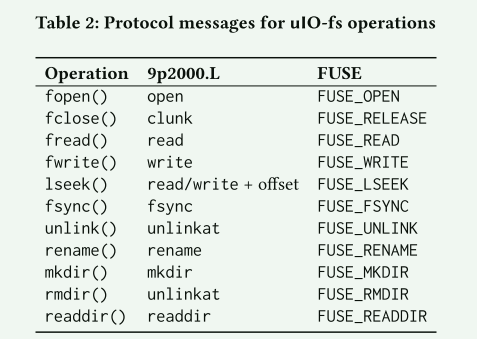 Table 2: Protocol messages for uIO-fs operations
Operation 9p2000.L FUSE
fopen() open FUSE_OPEN
fclose() clunk FUSE_RELEASE
fread() read FUSE_READ
fwrite() write FUSE_WRITE
lseek() read/write + offset FUSE_LSEEK
fsync() fsync FUSE_FSYNC
unlink() unlinkat FUSE_UNLINK
rename() rename FUSE_RENAME
mkdir() mkdir FUSE_MKDIR
rmdir() unlinkat FUSE_RMDIR
readdir() readdir FUSE_READDIR